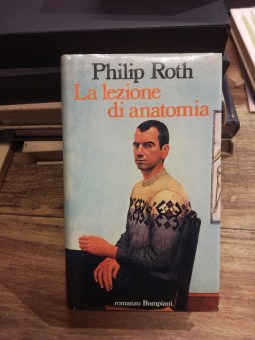 Philip Roth
La lezione
di anatomia
romanzo Bompiani